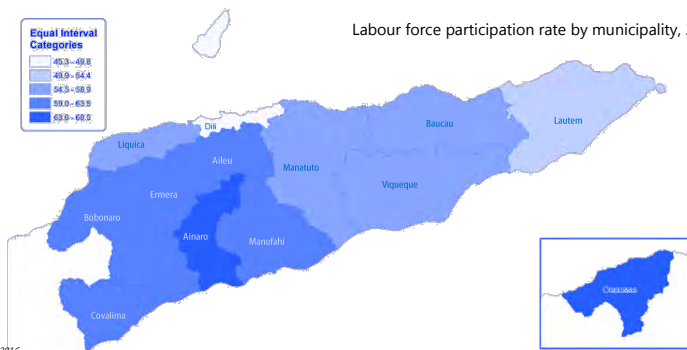 Labour force participation rate by municipality,
Equal Interval
Categories
45.3 - 49.8
49.9 - 54.4
54.5 - 58.9
59.0 - 63.5
63.6 - 68.0
Dili
Baucau
Lautem
Liquica
Aileu
Manatuto
Viqueque
Ermera
Bobonaro
Ainaro
Manufahi
Covalima